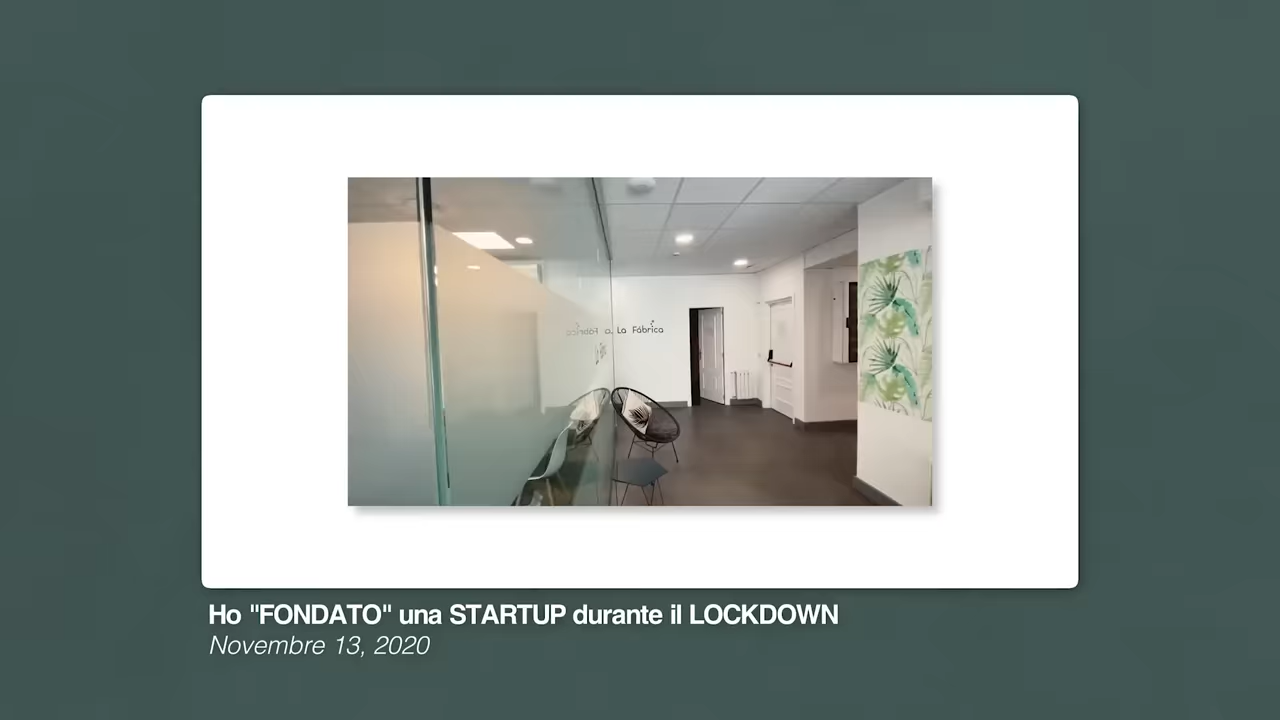 La Fábrica
Ho "FONDATO" una STARTUP durante il LOCKDOWN
Novembre 13, 2020